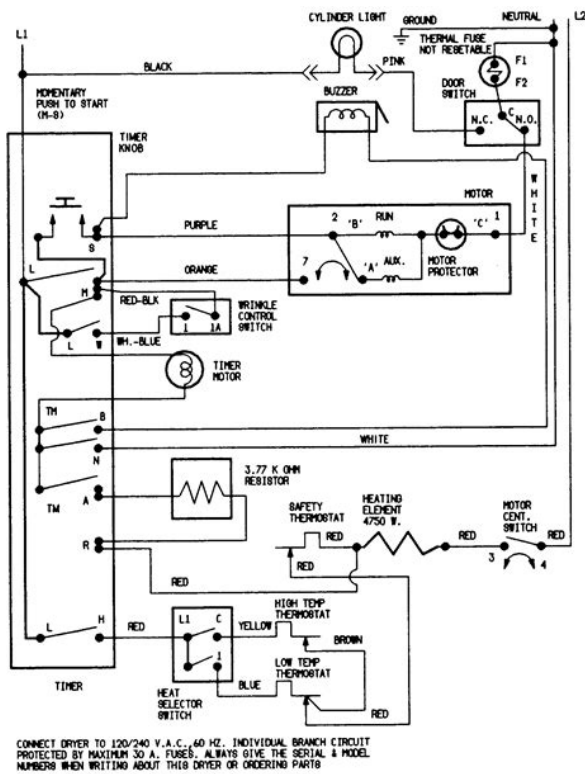 L1
CYLINDER LIGHT
GROUND
NEUTRAL
L2
THERMAL FUSE
NOT RESETABLE
BLACK
PINK
F1
F2
DOOR
SWITCH
MOMENTARY
PUSH TO START
(M-S)
BUZZER
N.C.
C
N.O.
TIMER
KNOB
WHITE
MOTOR
S
PURPLE
2
'B'
RUN
'C'
1
L
ORANGE
7
'A'
AUX.
MOTOR
PROTECTOR
M
RED-BLK
WRINKLE
CONTROL
SWITCH
1
1A
L
W
WH.-BLUE
TIMER
MOTOR
TM
B
WHITE
N
TM
A
3.77 K OHM
RESISTOR
SAFETY
THERMOSTAT
HEATING
ELEMENT
4750 W.
MOTOR
CENT.
SWITCH
RED
RED
RED
3
4
R
RED
RED
L
H
RED
L1
C
YELLOW
HIGH TEMP
THERMOSTAT
BROWN
1
BLUE
LOW TEMP
THERMOSTAT
RED
TIMER
HEAT
SELECTOR
SWITCH
CONNECT DRYER TO 120/240 V.A.C.,60 HZ. INDIVIDUAL BRANCH CIRCUIT
PROTECTED BY MAXIMUM 30 A. FUSES. ALWAYS GIVE THE SERIAL & MODEL
NUMBERS WHEN WRITING ABOUT THIS DRYER OR ORDERING PARTS